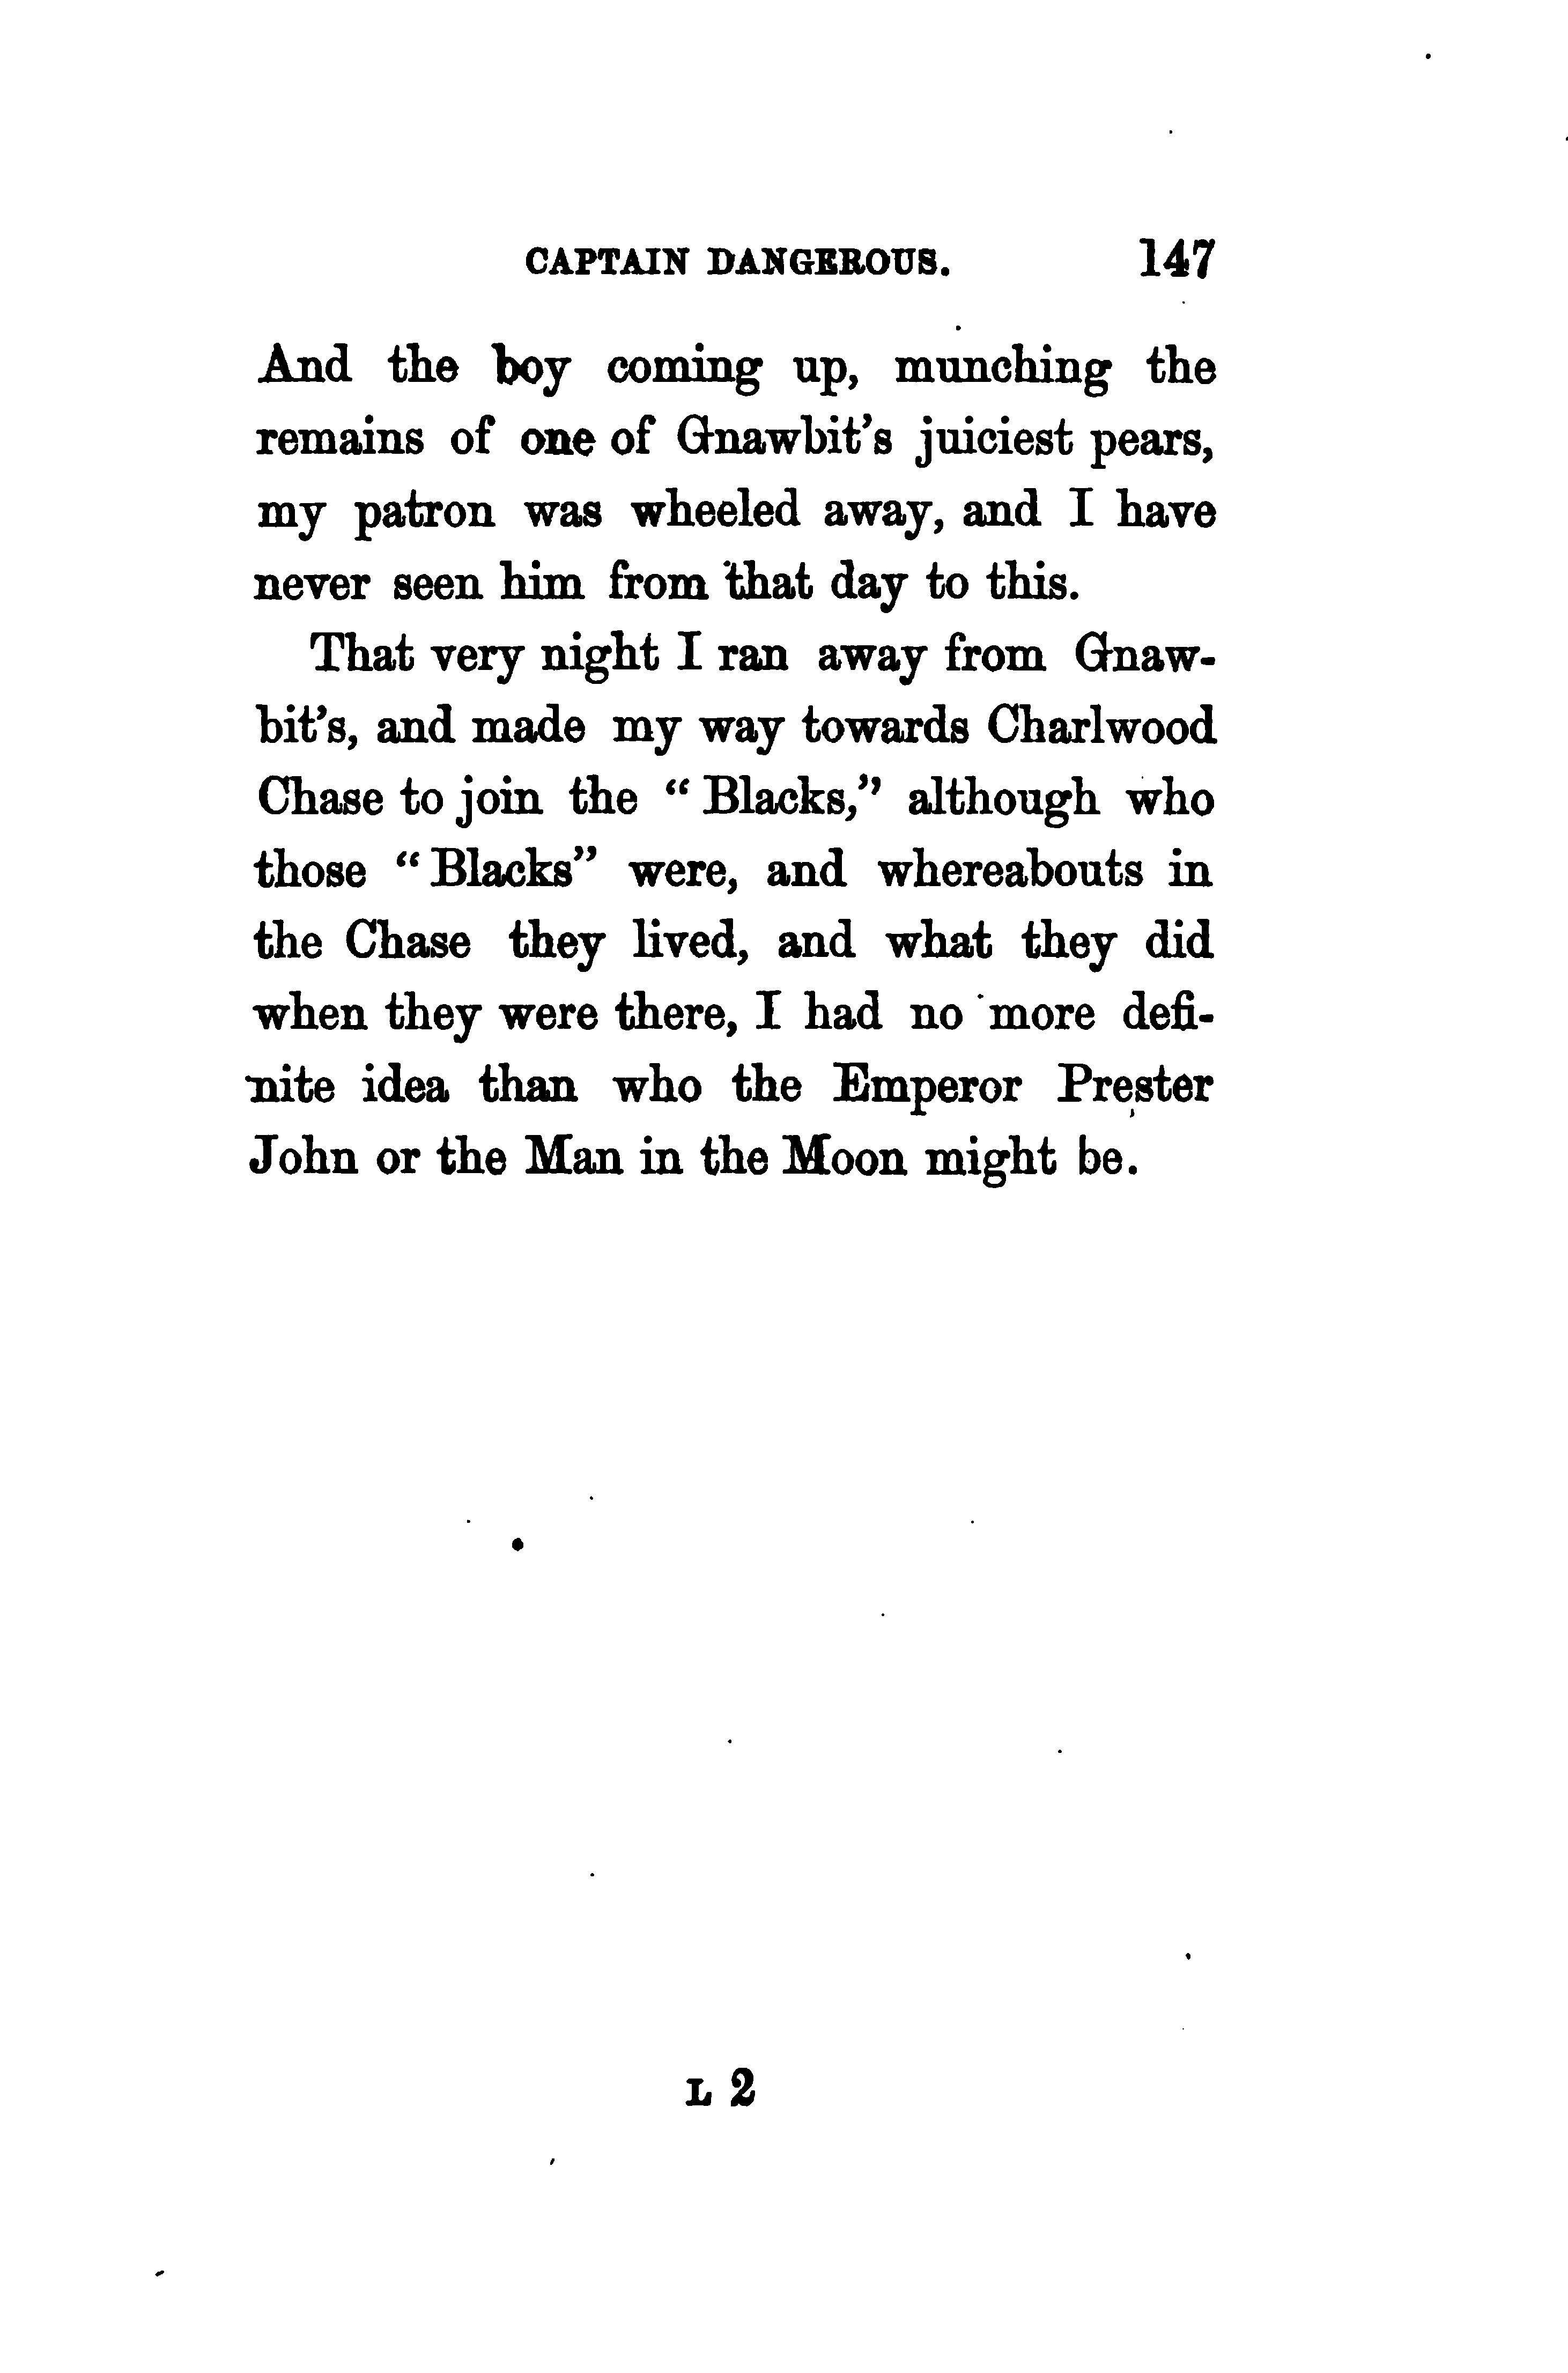 CAPTAIN DANGEROUS. 147
And the boy coming up, munching the
remains of one of Gnawbit's juiciest pears,
my patron was wheeled away, and I have
never seen him from that day to this.
That very night I ran away from Gnaw-
bit's, and made my way towards Charlwood
Chase to join the “Blacks,” although who
those “Blacks” were, and whereabouts in
the Chase they lived, and what they did
when they were there, I had no more defi-
nite idea than who the Emperor Prester
John or the Man in the Moon might be.
L 2